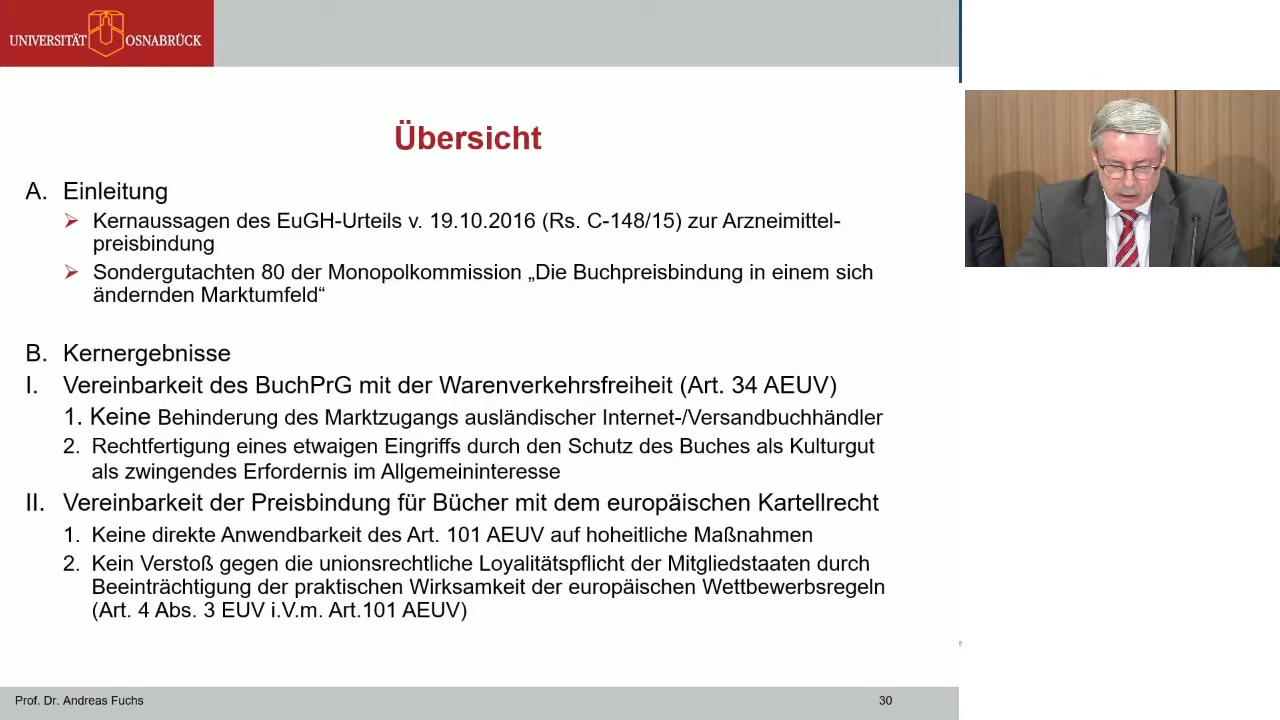 UNIVERSITÄT OSNABRÜCK
Übersicht
A. Einleitung
Kernaussagen des EuGH-Urteils v. 19.10.2016 (Rs. C-148/15) zur Arzneimittel-
preisbindung
Sondergutachten 80 der Monopolkommission „Die Buchpreisbindung in einem sich
ändernden Marktumfeld“
B. Kernergebnisse
I. Vereinbarkeit des BuchPrG mit der Warenverkehrsfreiheit (Art. 34 AEUV)
1. Keine Behinderung des Marktzugangs ausländischer Internet-/Versandbuchhändler
2. Rechtfertigung eines etwaigen Eingriffs durch den Schutz des Buches als Kulturgut
als zwingendes Erfordernis im Allgemeininteresse
II. Vereinbarkeit der Preisbindung für Bücher mit dem europäischen Kartellrecht
1. Keine direkte Anwendbarkeit des Art. 101 AEUV auf hoheitliche Maßnahmen
2. Kein Verstoß gegen die unionsrechtliche Loyalitätspflicht der Mitgliedstaaten durch
Beeinträchtigung der praktischen Wirksamkeit der europäischen Wettbewerbsregeln
(Art. 4 Abs. 3 EUV i.V.m. Art.101 AEUV)
Prof. Dr. Andreas Fuchs
30